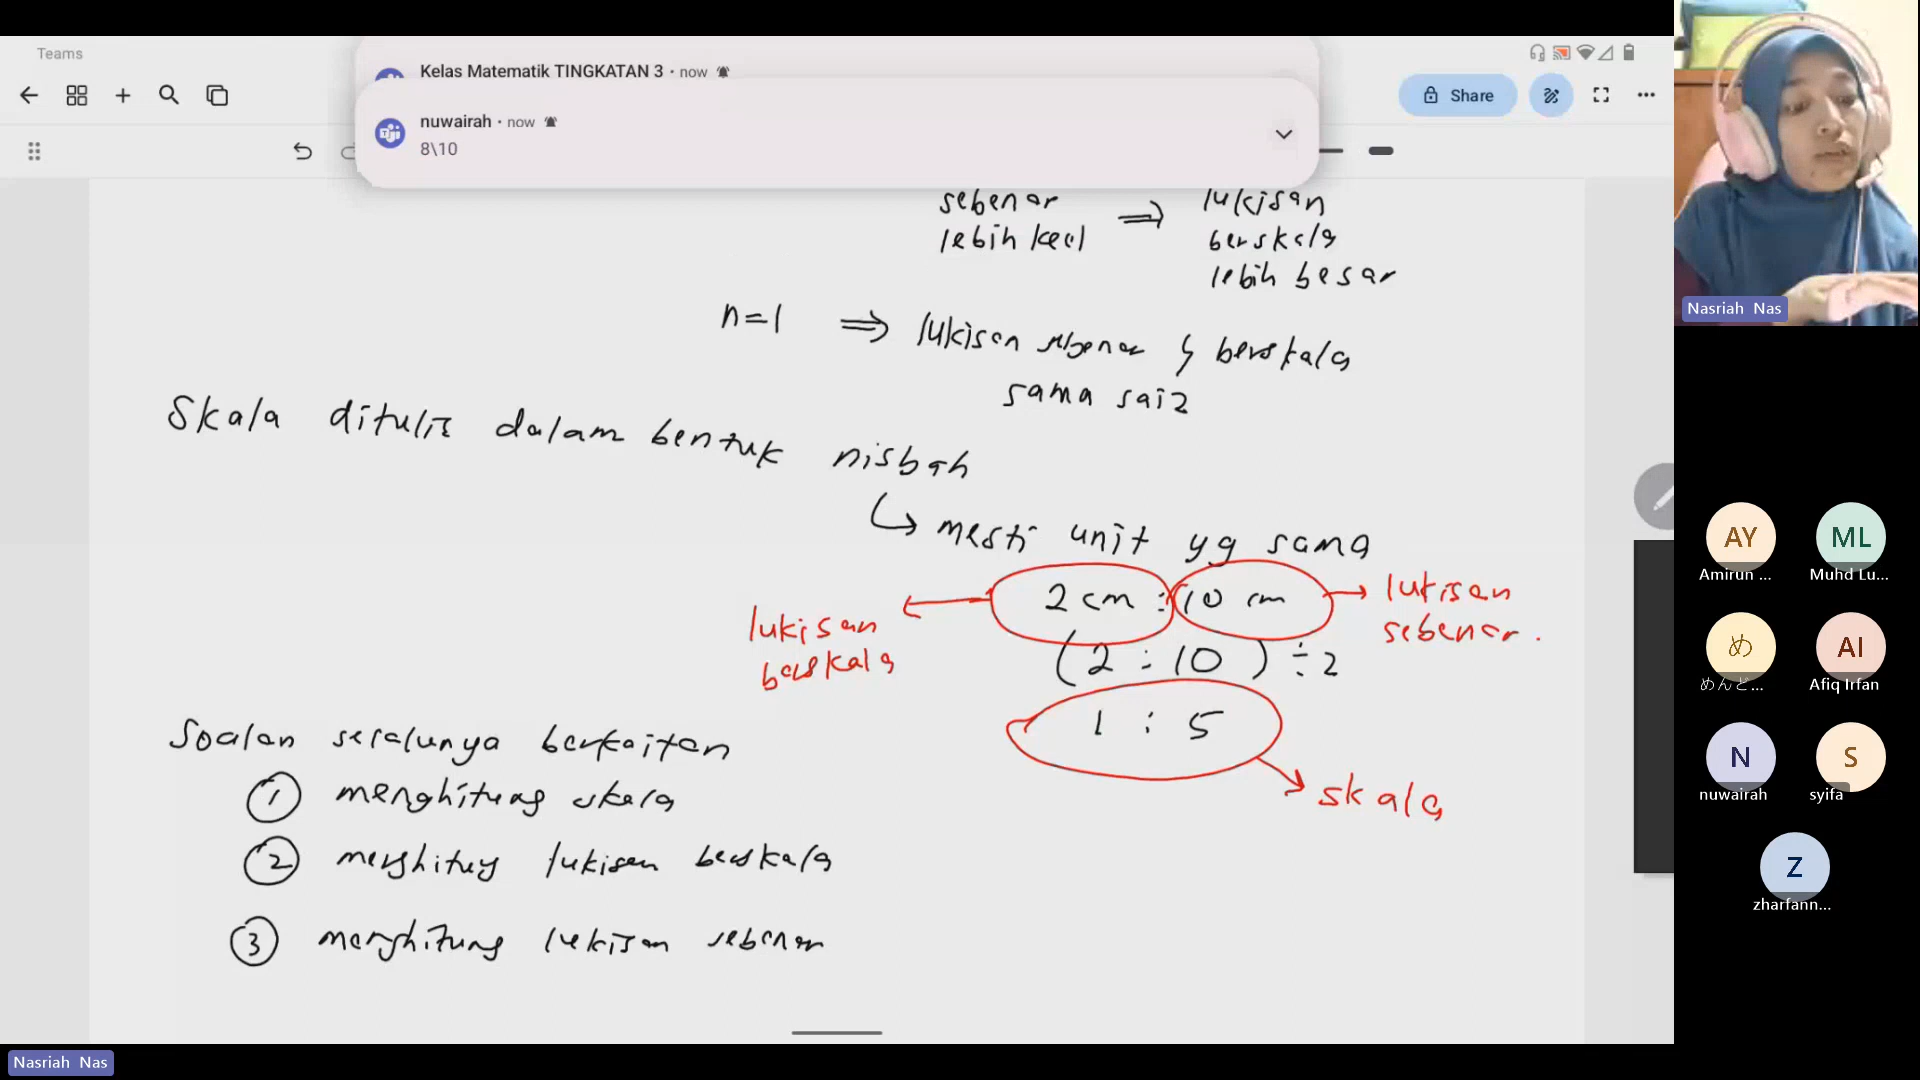 Teams
Kelas Matematik TINGKATAN 3 · now
nuwairah · now
8\10
Share
sebenar ⇒ lukisan
lebih kecil berskala
lebih besar
n=1 ⇒ lukisan sebenar & berskala
sama saiz
Skala ditulis dalam bentuk nisbah
↳ mesti unit yg sama
2 cm : 10 cm
lukisan berskala
lukisan sebenar.
(2 : 10) ÷ 2
1 : 5
skala
Soalan selalunya berkaitan
① menghitung skala
② menghitung lukisan berskala
③ menghitung lukisan sebenar
Nasriah Nas
AY
Amirun ...
ML
Muhd Lu...
め
めんど...
AI
Afiq Irfan
N
nuwairah
S
syifa
Z
zharfann...
Nasriah Nas